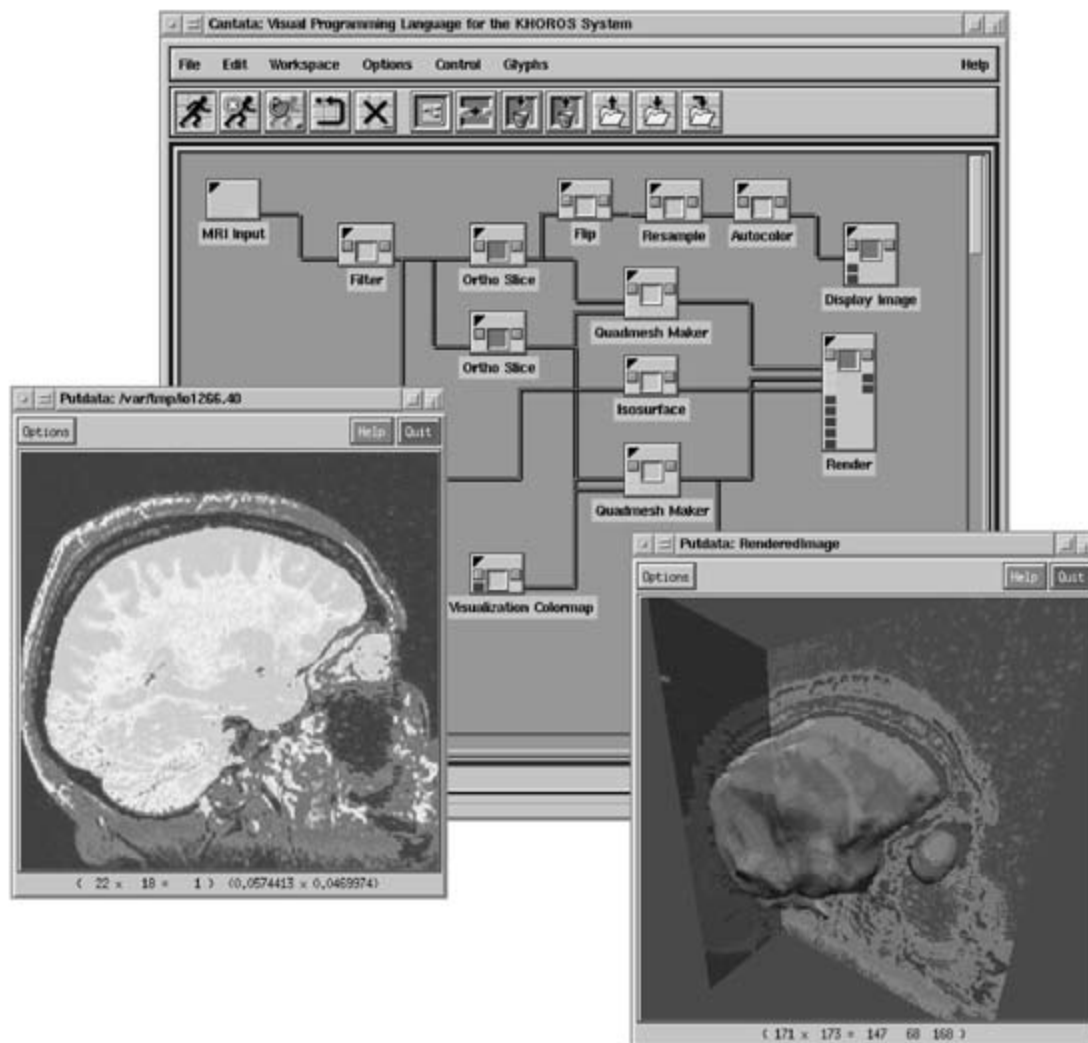 Cantata: Visual Programming Language for the KHOROS System
File Edit Workspace Options Control Glyphs Help
MRI Input
Flip
Resample
Autocolor
Filter
Ortho Slice
Display Image
Quadmesh Maker
Ortho Slice
Isosurface
Render
Quadmesh Maker
Visualization Colormap
Putdata: /var/tmp/io1266.40
Options Help Quit
( 22 x 18 = 1 ) (0.0574413 x 0.0469974)
Putdata: RenderedImage
Options Help Quit
( 171 x 173 = 147 68 168 )